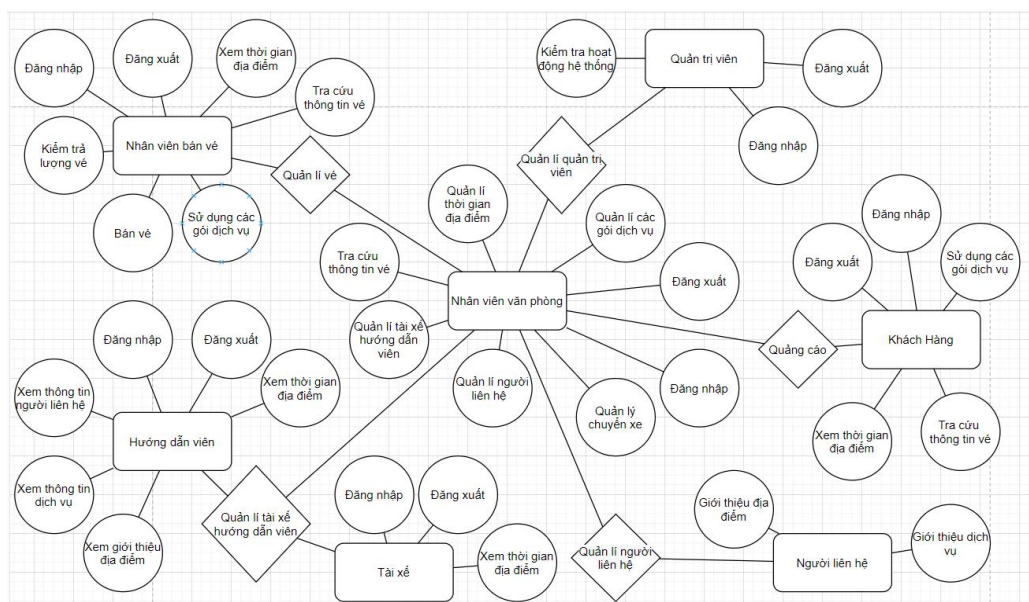 Đăng nhập
Đăng xuất
Xem thời gian
địa điểm
Tra cứu
thông tin vé
Kiểm trả
lượng vé
Nhân viên bán vé
Bán vé
Sử dụng các
gói dịch vụ
Quản lí vé
Kiểm tra hoạt
động hệ thống
Quản trị viên
Đăng xuất
Đăng nhập
Quản lí quản trị
viên
Quản lí
thời gian
địa điểm
Quản lí các
gói dịch vụ
Tra cứu
thông tin vé
Nhân viên văn phòng
Đăng xuất
Quản lí tài xế
hướng dẫn
viên
Quản lí người
liên hệ
Quản lý
chuyến xe
Đăng nhập
Quảng cáo
Đăng xuất
Đăng nhập
Sử dụng các
gói dịch vụ
Khách Hàng
Xem thời gian
địa điểm
Tra cứu
thông tin vé
Đăng nhập
Đăng xuất
Xem thời gian
địa điểm
Xem thông tin
người liên hệ
Hướng dẫn viên
Xem thông tin
dịch vụ
Xem giới thiệu
địa điểm
Quản lí tài xế
hướng dẫn viên
Đăng nhập
Đăng xuất
Xem thời gian
địa điểm
Tài xế
Quản lí người
liên hệ
Giới thiệu địa
điểm
Giới thiệu dịch
vụ
Người liên hệ